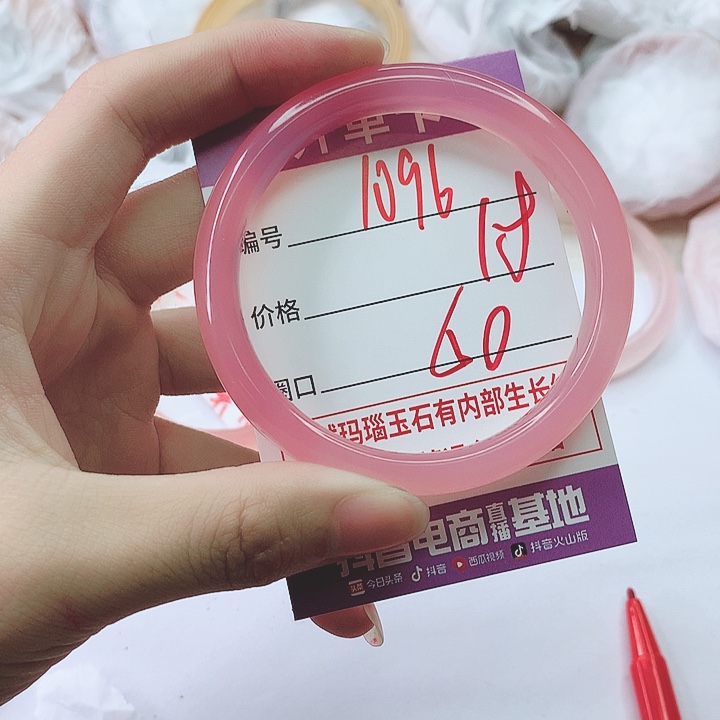 开单卡
编号 1096
价格
圈口 60
玛瑙玉石有内部生长
抖音电商直播基地
今日头条 抖音 西瓜视频 抖音火山版